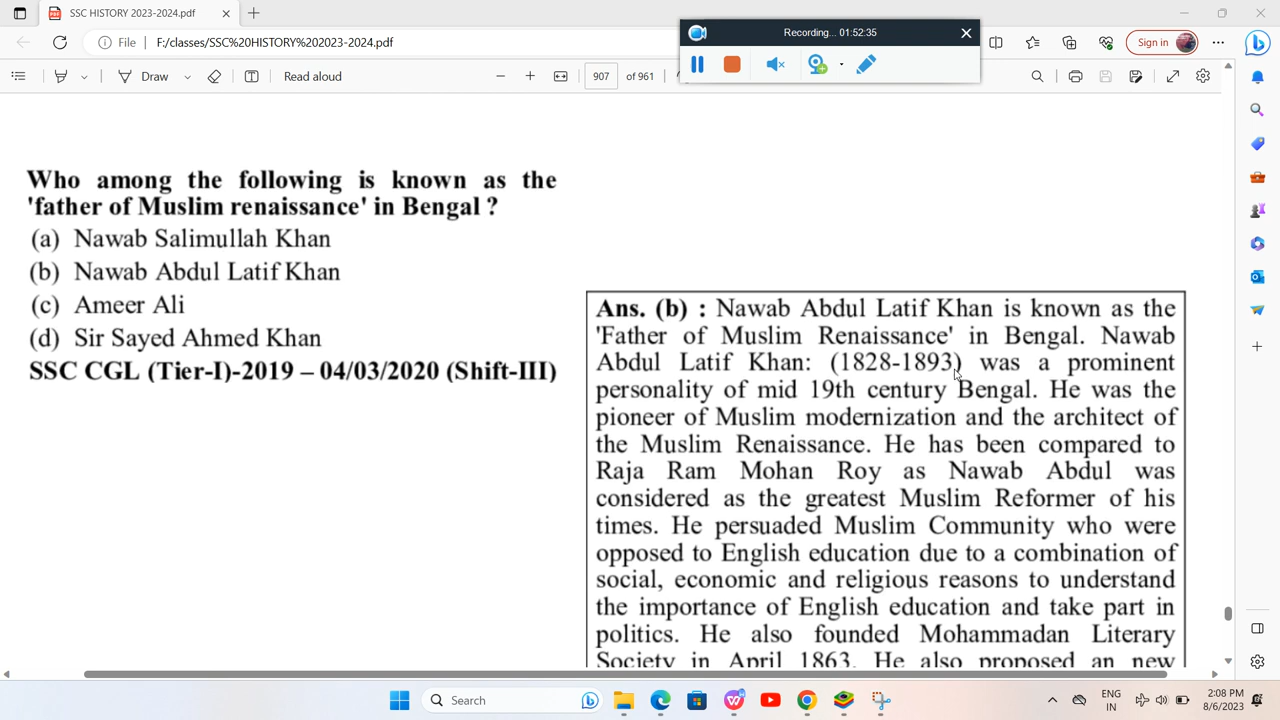 SSC HISTORY 2023-2024.pdf
Recording... 01:52:35
File F:/classes/SSC%20HISTORY%202023-2024.pdf
Sign in
Draw
Read aloud
907 of 961
Who among the following is known as the
'father of Muslim renaissance' in Bengal ?
(a) Nawab Salimullah Khan
(b) Nawab Abdul Latif Khan
(c) Ameer Ali
(d) Sir Sayed Ahmed Khan
SSC CGL (Tier-I)-2019 – 04/03/2020 (Shift-III)
Ans. (b) : Nawab Abdul Latif Khan is known as the
'Father of Muslim Renaissance' in Bengal. Nawab
Abdul Latif Khan: (1828-1893) was a prominent
personality of mid 19th century Bengal. He was the
pioneer of Muslim modernization and the architect of
the Muslim Renaissance. He has been compared to
Raja Ram Mohan Roy as Nawab Abdul was
considered as the greatest Muslim Reformer of his
times. He persuaded Muslim Community who were
opposed to English education due to a combination of
social, economic and religious reasons to understand
the importance of English education and take part in
politics. He also founded Mohammadan Literary
Society in April 1863. He also proposed an new
Search
ENG
IN
2:08 PM
8/6/2023